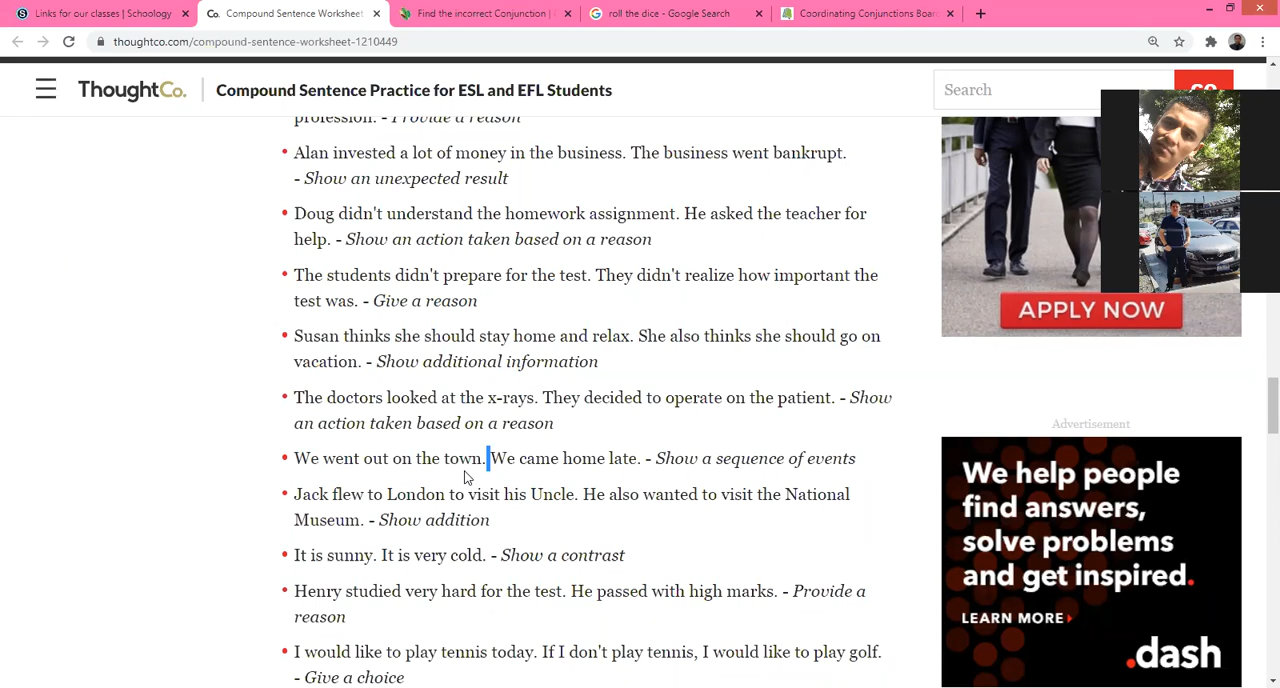 Links for our classes | Schoology
Compound Sentence Worksheet
Find the incorrect Conjunction |
roll the dice - Google Search
Coordinating Conjunctions Board
thoughtco.com/compound-sentence-worksheet-1210449
ThoughtCo.
Compound Sentence Practice for ESL and EFL Students
Search
profession. - Provide a reason
Alan invested a lot of money in the business. The business went bankrupt.
- Show an unexpected result
Doug didn't understand the homework assignment. He asked the teacher for
help. - Show an action taken based on a reason
The students didn't prepare for the test. They didn't realize how important the
test was. - Give a reason
Susan thinks she should stay home and relax. She also thinks she should go on
vacation. - Show additional information
The doctors looked at the x-rays. They decided to operate on the patient. - Show
an action taken based on a reason
We went out on the town. We came home late. - Show a sequence of events
Jack flew to London to visit his Uncle. He also wanted to visit the National
Museum. - Show addition
It is sunny. It is very cold. - Show a contrast
Henry studied very hard for the test. He passed with high marks. - Provide a
reason
I would like to play tennis today. If I don't play tennis, I would like to play golf.
- Give a choice
APPLY NOW
Advertisement
We help people
find answers,
solve problems
and get inspired.
LEARN MORE
.dash